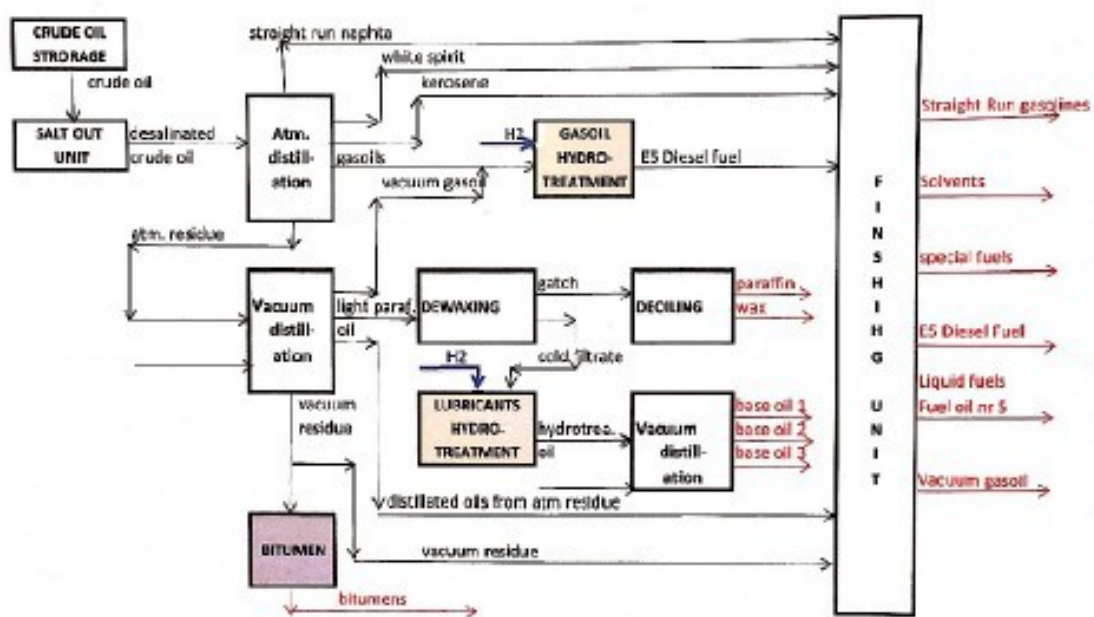 CRUDE OIL
STRORAGE
crude oil
SALT OUT
UNIT
desalinated
crude oil
straight run naphta
white spirit
kerosene
Atm.
distill-
ation
gasoils
vacuum gasoil
H2
GASOIL
HYDRO-
TREATMENT
E5 Diesel fuel
atm. residue
Vacuum
distill-
ation
light paraf.
oil
DEWAXING
gatch
DECILING
paraffin
wax
H2
cold filtrate
vacuum
residue
LUBRICANTS
HYDRO-
TREATMENT
hydrotrea.
oil
Vacuum
distill-
ation
base oil 1
base oil 2
base oil 3
distillated oils from atm residue
BITUMEN
vacuum residue
bitumens
F
I
N
S
H
I
H
G
U
N
I
T
Straight Run gasolines
Solvents
special fuels
E5 Diesel Fuel
Liquid fuels
Fuel oil nr 5
Vacuum gasoil